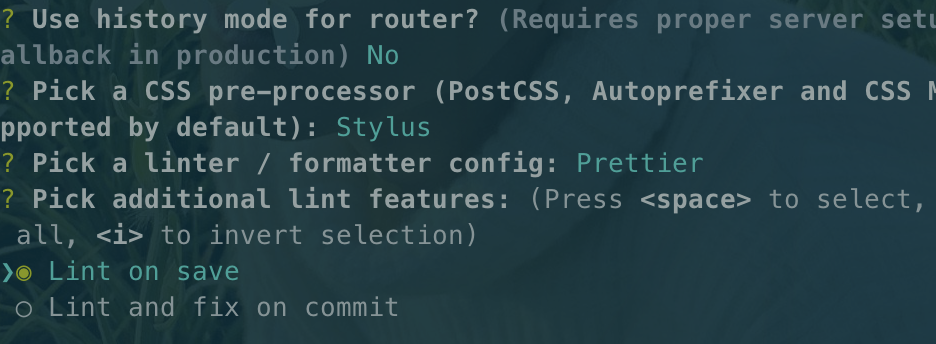 ? Use history mode for router? (Requires proper server setu
allback in production) No
? Pick a CSS pre-processor (PostCSS, Autoprefixer and CSS M
pported by default): Stylus
? Pick a linter / formatter config: Prettier
? Pick additional lint features: (Press <space> to select,
all, <i> to invert selection)
❯◉ Lint on save
○ Lint and fix on commit